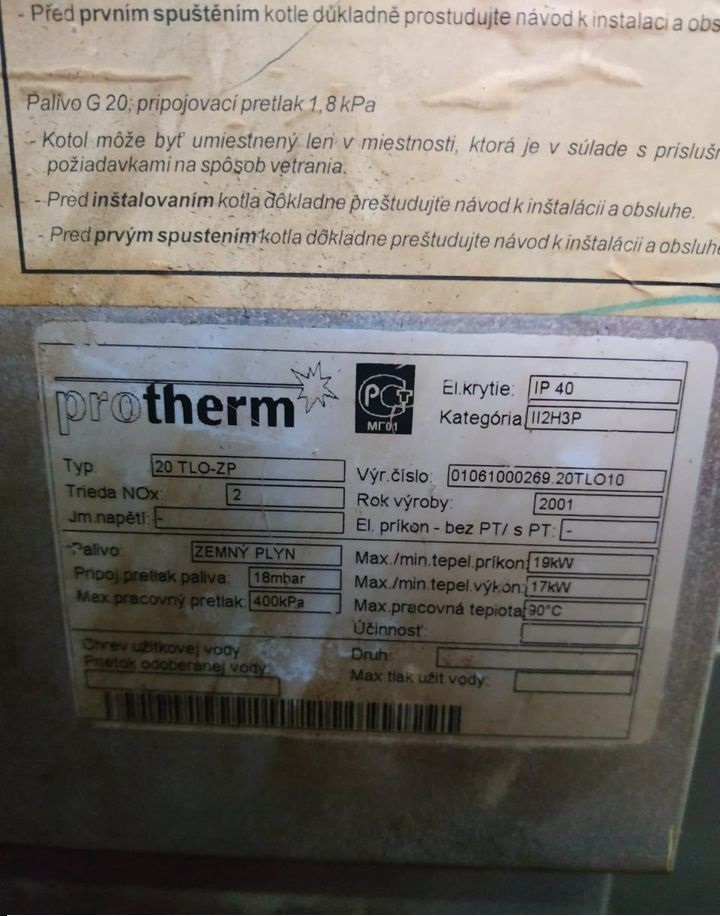 - Před prvním spuštěním kotle důkladně prostudujte návod k instalaci a obs
Palivo G 20; pripojovací pretlak 1,8 kPa
- Kotol môže byť umiestnený len v miestnosti, ktorá je v súlade s prísluš
požiadavkami na spôsob vetrania.
- Pred inštalovaním kotla dôkladne preštudujte návod k inštalácii a obsluhe.
- Pred prvým spustením kotla dôkladne preštudujte návod k inštalácii a obsluhe
protherm
РСТ
МГ01
El.krytie: IP 40
Kategória II2H3P
Typ 20 TLO-ZP
Trieda NOx: 2
Jm.napětí: -
Výr.číslo: 01061000269.20TLO10
Rok výroby: 2001
El. príkon - bez PT/ s PT: -
Palivo: ZEMNÝ PLYN
Pripoj.pretlak paliva: 18mbar
Max.pracovný pretlak: 400kPa
Max./min.tepel.príkon: 19kW
Max./min.tepel.výkon: 17kW
Max.pracovná teplota 90°C
Účinnosť:
Ohrev užitkovej vody
Prietok odoberanej vody:
Druh:
Max.tlak užit vody: